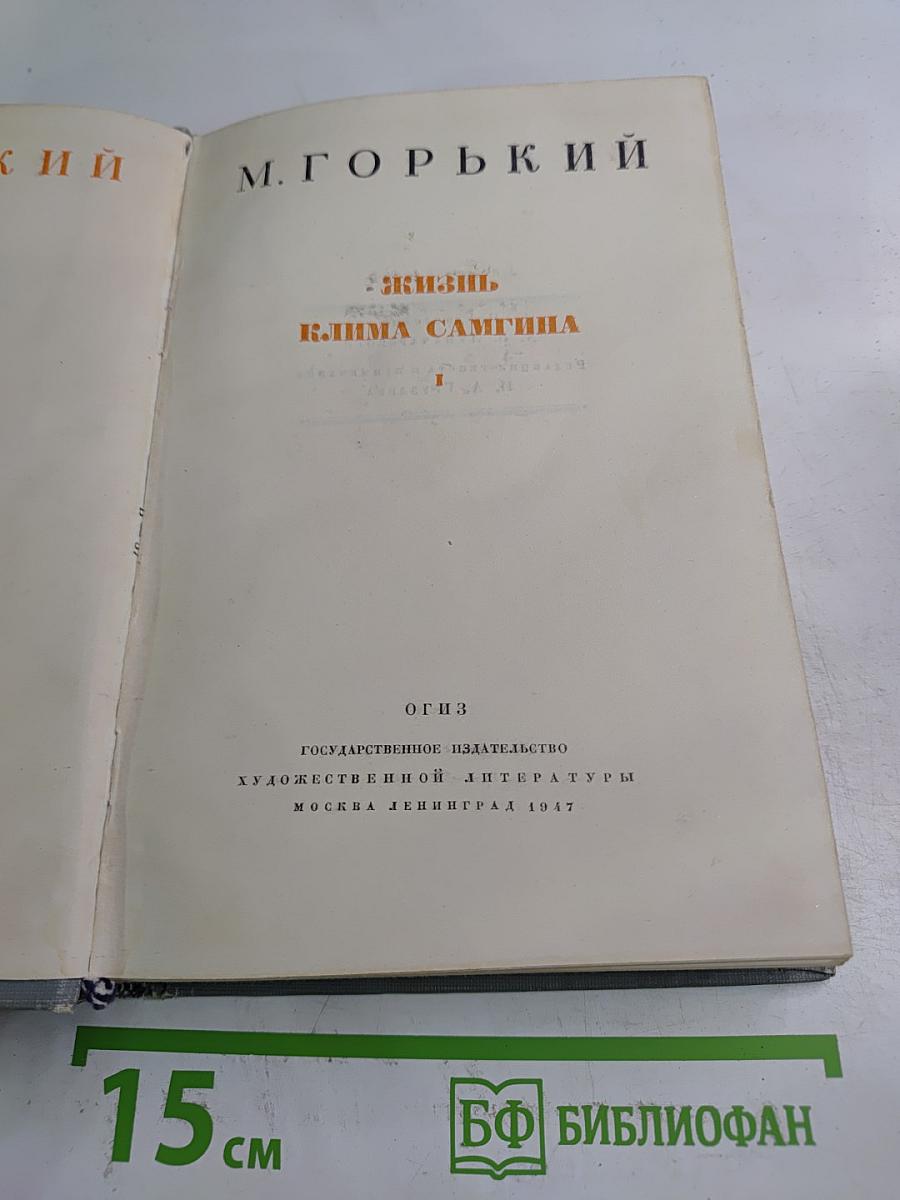 КИЙ
М. ГОРЬКИЙ
ЖИЗНЬ
КЛИМА САМГИНА
I
ОГИЗ
ГОСУДАРСТВЕННОЕ ИЗДАТЕЛЬСТВО
ХУДОЖЕСТВЕННОЙ ЛИТЕРАТУРЫ
МОСКВА ЛЕНИНГРАД 1947
15 см
БФ БИБЛИОФАН